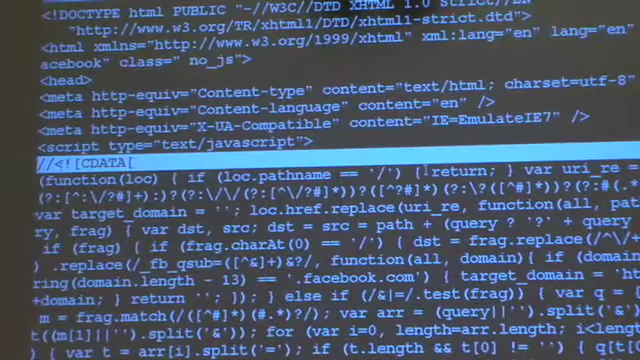 <!DOCTYPE html PUBLIC "-//W3C//DTD XHTML 1.0 Strict//EN"
"http://www.w3.org/TR/xhtml1/DTD/xhtml1-strict.dtd">
<html xmlns="http://www.w3.org/1999/xhtml" xml:lang="en" lang="en"
acebook" class=" no_js">
<head>
<meta http-equiv="Content-type" content="text/html; charset=utf-8"
<meta http-equiv="Content-language" content="en" />
<meta http-equiv="X-UA-Compatible" content="IE=EmulateIE7" />
<script type="text/javascript">
//<![CDATA[
(function(loc) { if (loc.pathname == '/') { return; } var uri_re =
(?:[^:\/?#]+):)?(?:\/\/(?:[^\/?#]*))?([^?#]*)(?:\?([^#]*))?(?:#(.*
var target_domain = ''; loc.href.replace(uri_re, function(all, pat
ry, frag) { var dst, src; dst = src = path + (query ? '?' + query
if (frag) { if (frag.charAt(0) == '/') { dst = frag.replace(/^\/+
) .replace(/_fb_qsub=([^&]+)&?/, function(all, domain){ if (domain
ring(domain.length - 13) == '.facebook.com') { target_domain = 'ht
+domain; } return ''; }); } else if (/&|=/.test(frag)) { var q = {
m = frag.match(/([^#]*)(#.*)?/); var arr = (query||'').split('&
t((m[1]||'').split('&')); for (var i=0, length=arr.length; i<lengt
{ var t = arr[i].split('='); if (t.length && t[0] != '') { q[t[